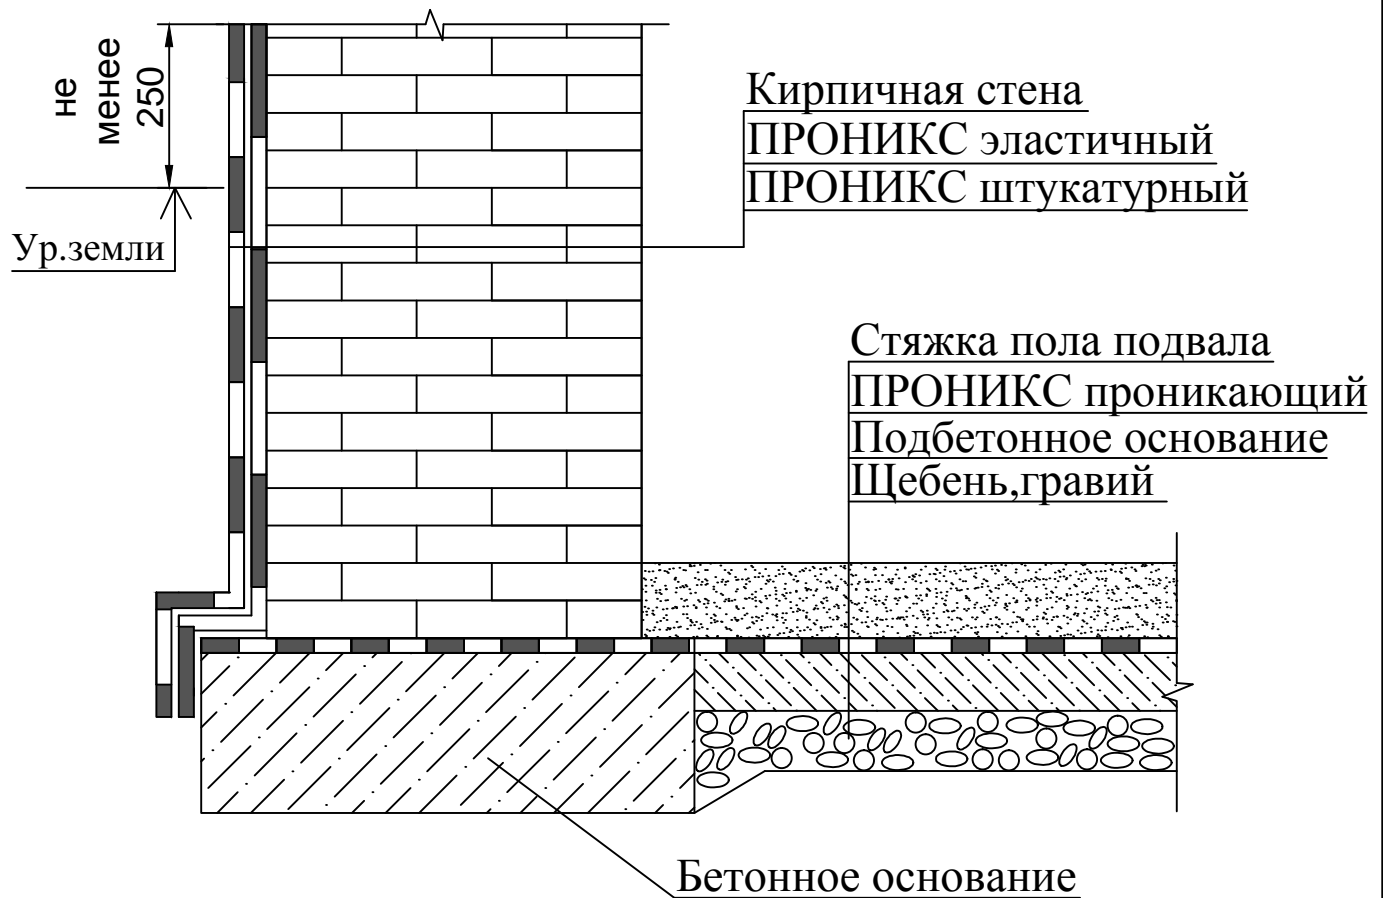 не
менее
250
Ур.земли
Кирпичная стена
ПРОНИКС эластичный
ПРОНИКС штукатурный
Стяжка пола подвала
ПРОНИКС проникающий
Подбетонное основание
Щебень,гравий
Бетонное основание